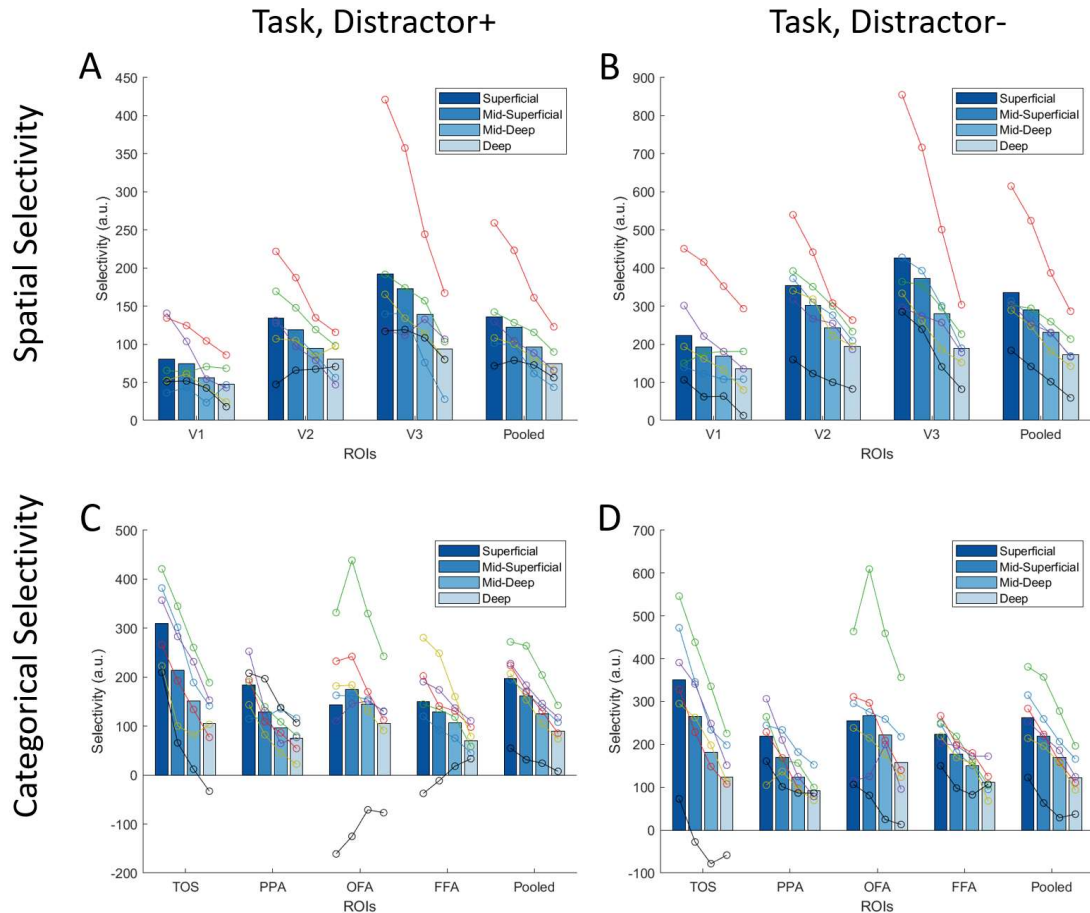 Task, Distractor+
Task, Distractor-
Spatial Selectivity
A
450
400
350
300
250
200
150
100
50
0
Selectivity (a.u.)
Superficial
Mid-Superficial
Mid-Deep
Deep
V1 V2 V3 Pooled
ROIs
B
900
800
700
600
500
400
300
200
100
0
Selectivity (a.u.)
Superficial
Mid-Superficial
Mid-Deep
Deep
V1 V2 V3 Pooled
ROIs
Categorical Selectivity
C
500
400
300
200
100
0
-100
-200
Selectivity (a.u.)
Superficial
Mid-Superficial
Mid-Deep
Deep
TOS PPA OFA FFA Pooled
ROIs
D
700
600
500
400
300
200
100
0
-100
Selectivity (a.u.)
Superficial
Mid-Superficial
Mid-Deep
Deep
TOS PPA OFA FFA Pooled
ROIs